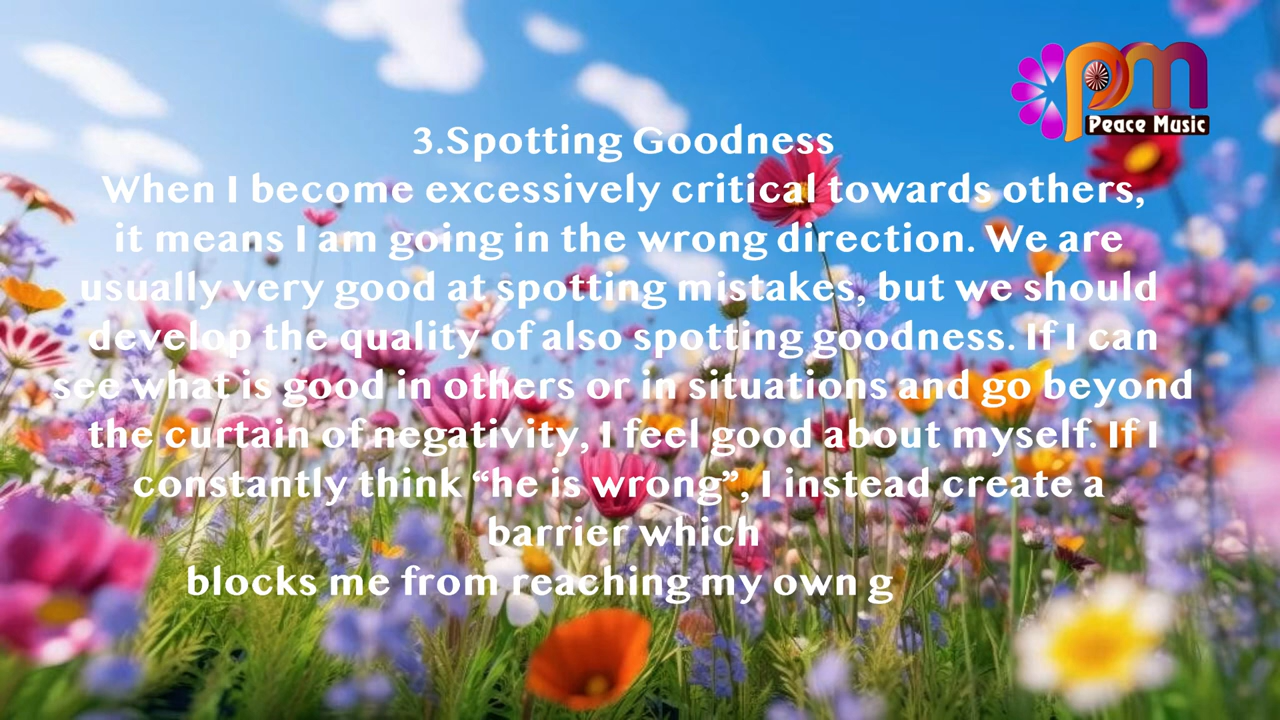 pm
Peace Music
3.Spotting Goodness
When I become excessively critical towards others,
it means I am going in the wrong direction. We are
usually very good at spotting mistakes, but we should
develop the quality of also spotting goodness. If I can
see what is good in others or in situations and go beyond
the curtain of negativity, I feel good about myself. If I
constantly think “he is wrong”, I instead create a
barrier which
blocks me from reaching my own g